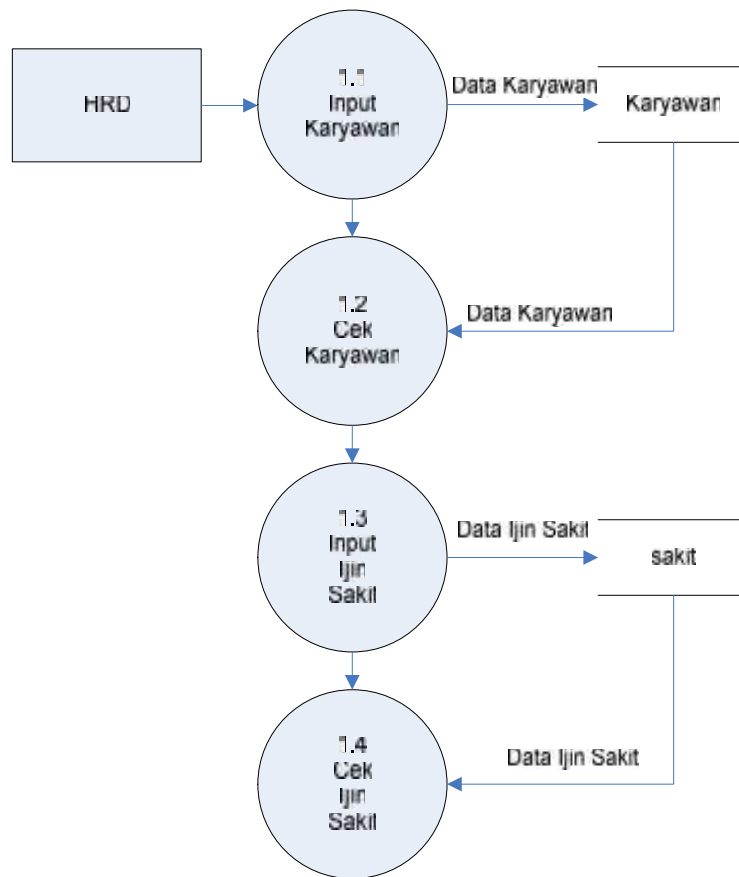 HRD
1.1
Input
Karyawan
Data Karyawan
Karyawan
1.2
Cek
Karyawan
Data Karyawan
1.3
Input
Ijin
Sakit
Data Ijin Sakit
sakit
1.4
Cek
Ijin
Sakit
Data Ijin Sakit